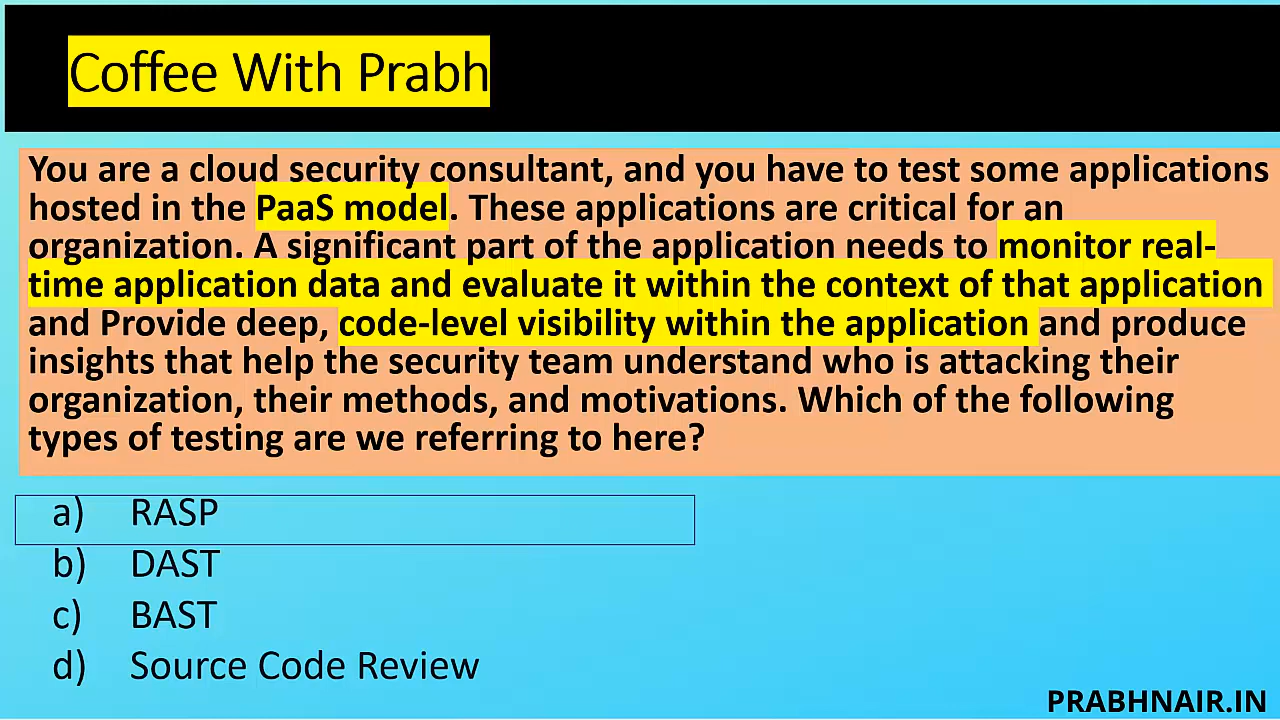 Coffee With Prabh
You are a cloud security consultant, and you have to test some applications
hosted in the PaaS model. These applications are critical for an
organization. A significant part of the application needs to monitor real-
time application data and evaluate it within the context of that application
and Provide deep, code-level visibility within the application and produce
insights that help the security team understand who is attacking their
organization, their methods, and motivations. Which of the following
types of testing are we referring to here?
a) RASP
b) DAST
c) BAST
d) Source Code Review
PRABHNAIR.IN